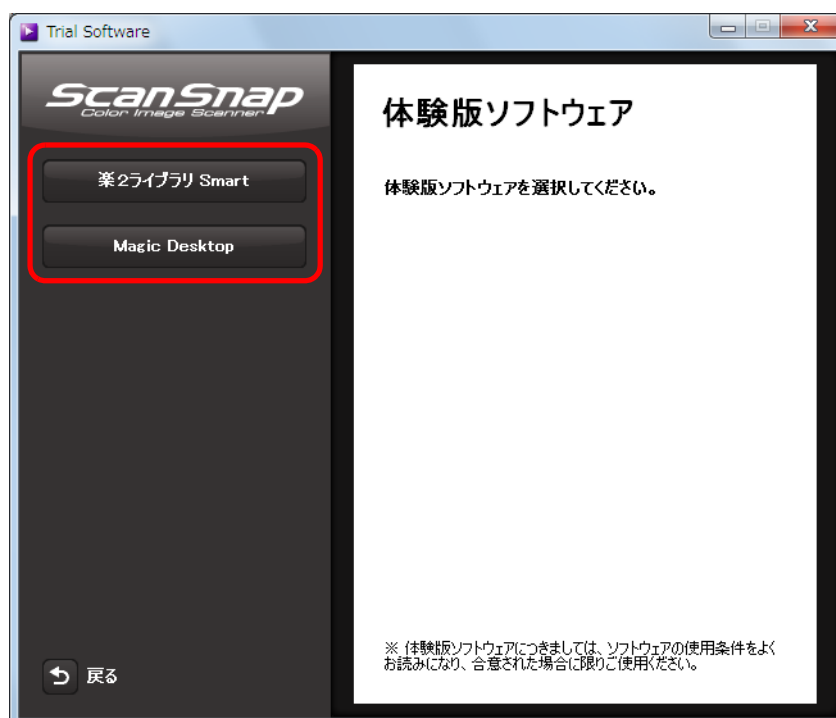 Trial Software
ScanSnap
Color Image Scanner
楽2ライブラリ Smart
Magic Desktop
戻る
体験版ソフトウェア
体験版ソフトウェアを選択してください。
※ 体験版ソフトウェアにつきましては、ソフトウェアの使用条件をよく
お読みになり、合意された場合に限りご使用ください。